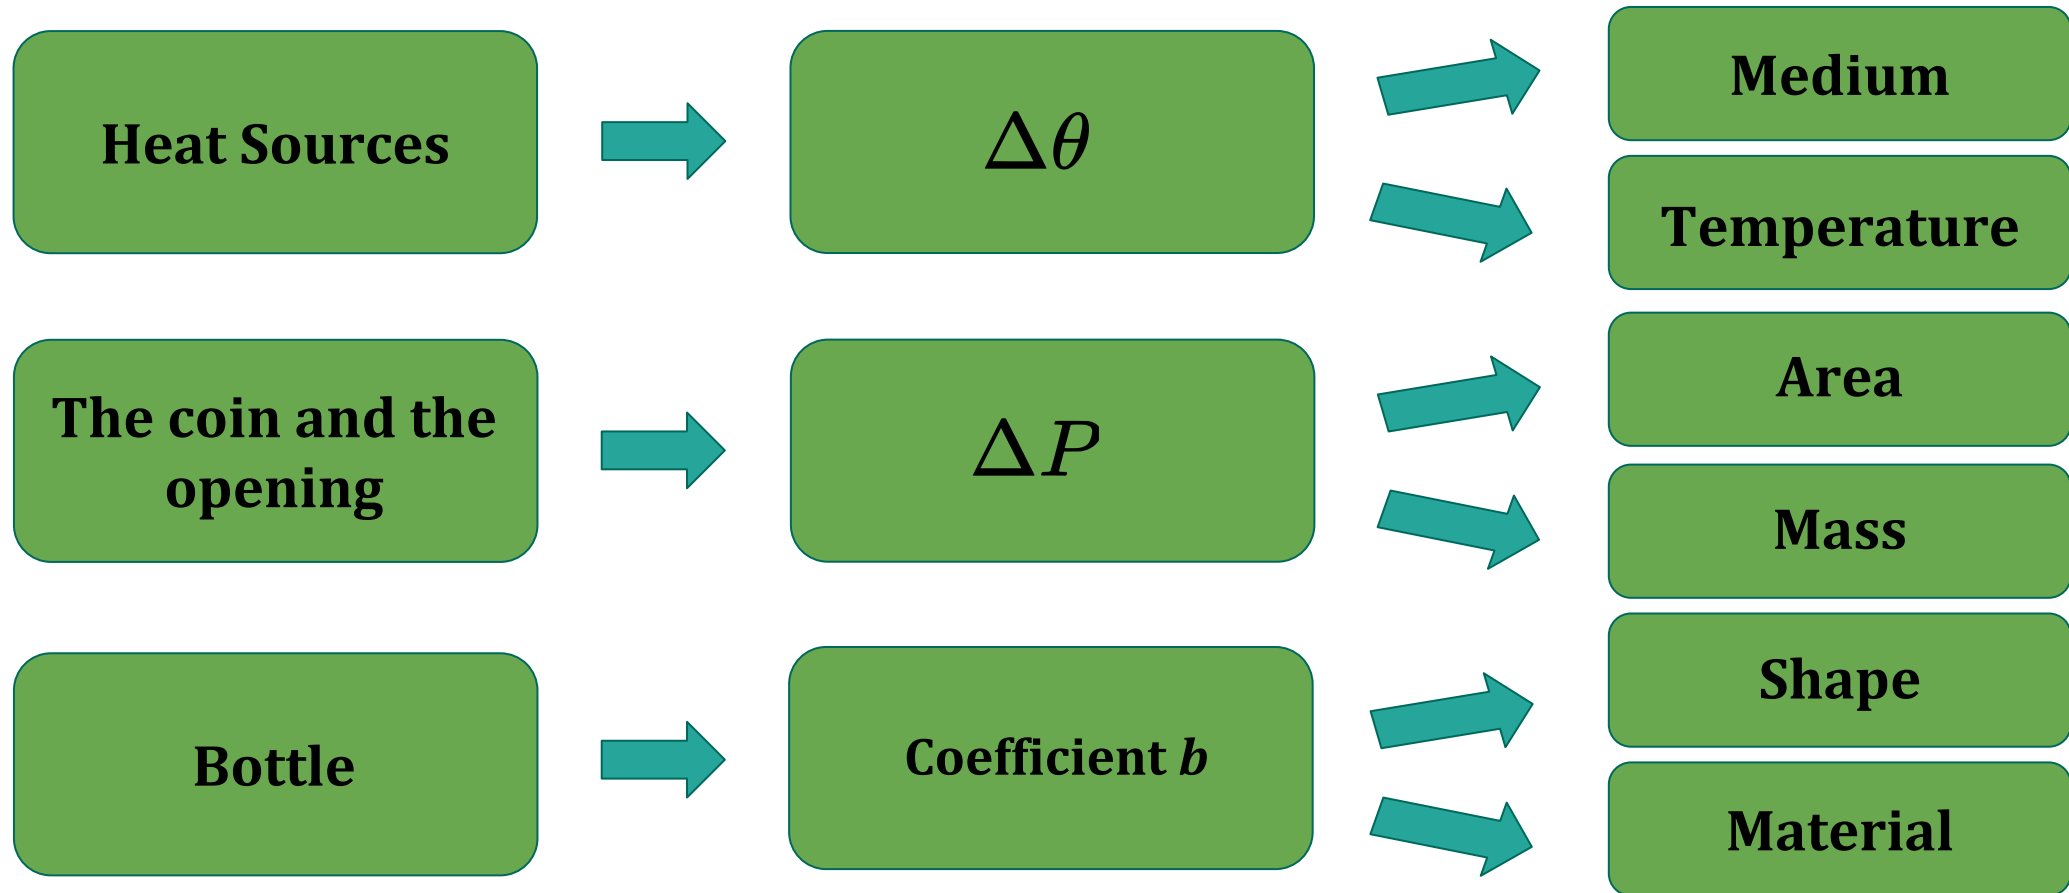 Heat Sources
Δθ
Medium
Temperature
The coin and the
opening
ΔP
Area
Mass
Bottle
Coefficient b
Shape
Material